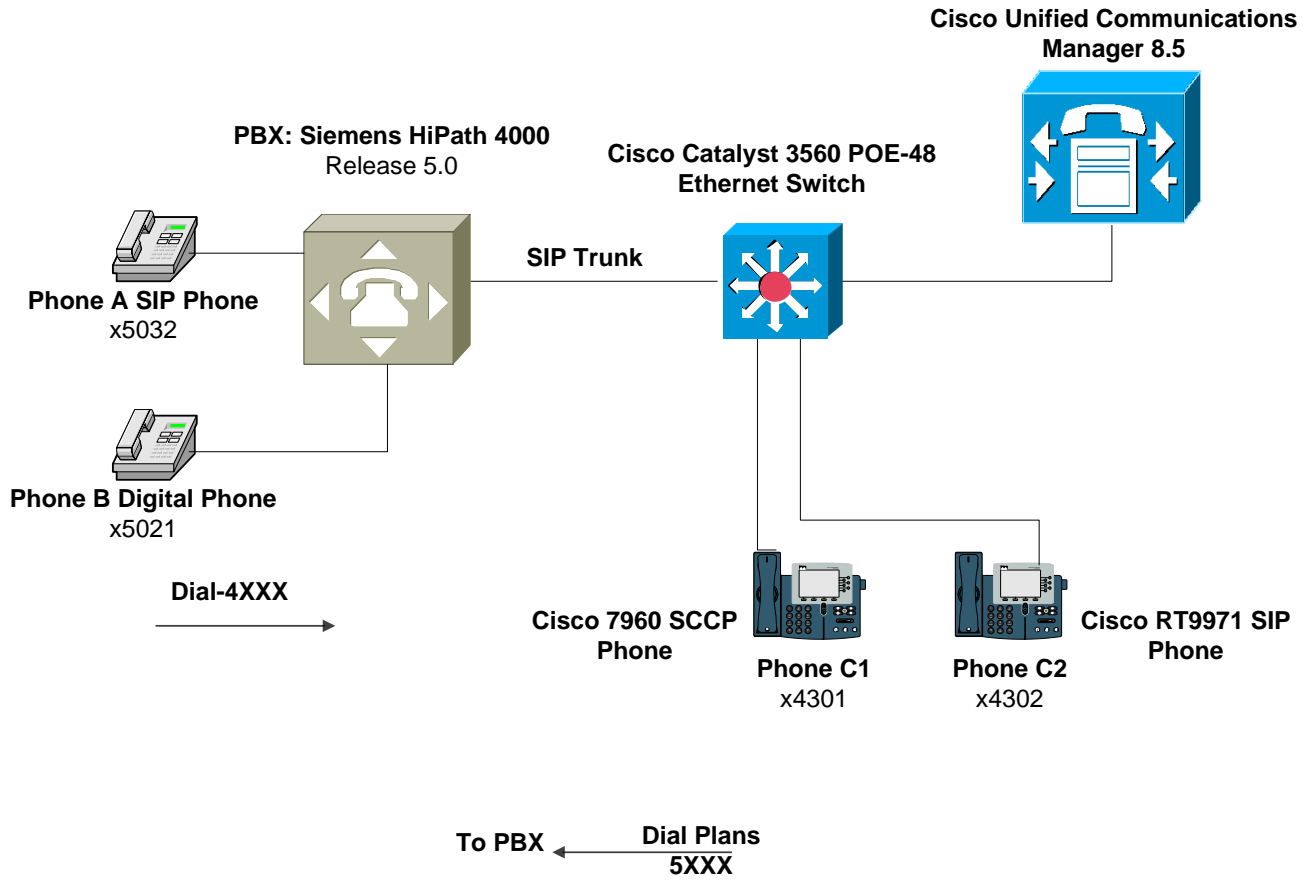 Cisco Unified Communications
Manager 8.5
PBX: Siemens HiPath 4000
Release 5.0
Cisco Catalyst 3560 POE-48
Ethernet Switch
SIP Trunk
Phone A SIP Phone
x5032
Phone B Digital Phone
x5021
Dial-4XXX
Cisco 7960 SCCP
Phone
Phone C1
x4301
Phone C2
x4302
Cisco RT9971 SIP
Phone
To PBX
Dial Plans
5XXX